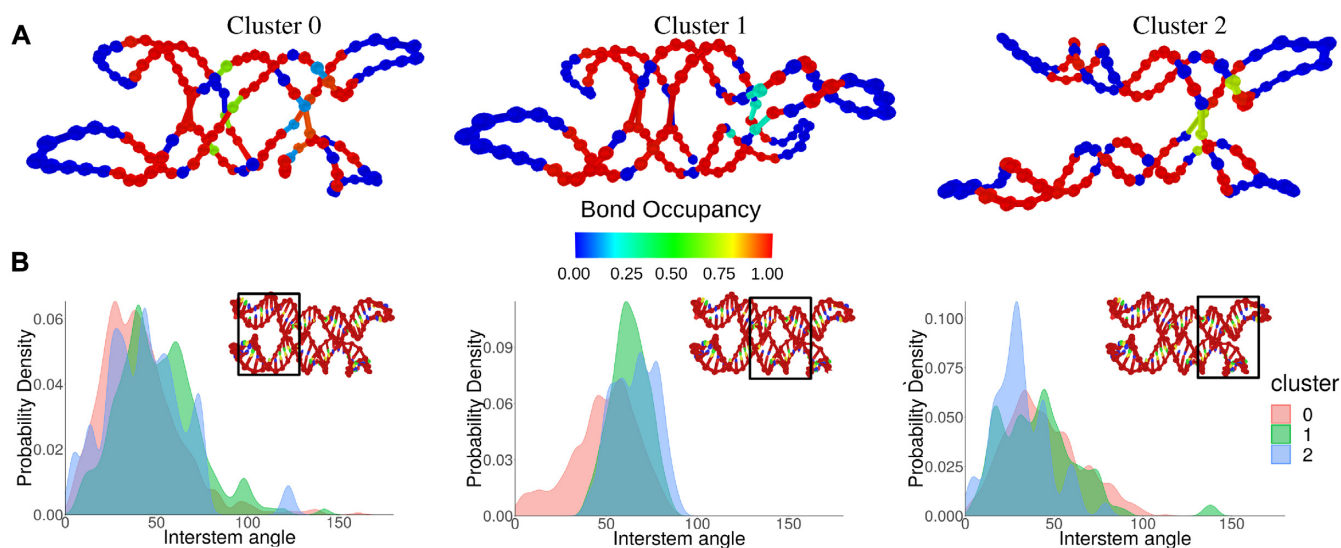 A
Cluster 0
Cluster 1
Cluster 2
Bond Occupancy
0.00 0.25 0.50 0.75 1.00
B
Probability Density
0.06
0.04
0.02
0.00
0 50 100 150
Interstem angle
Probability Density
0.09
0.06
0.03
0.00
0 50 100 150
Interstem angle
Probability Density
0.100
0.075
0.050
0.025
0.000
0 50 100 150
Interstem angle
cluster
0
1
2